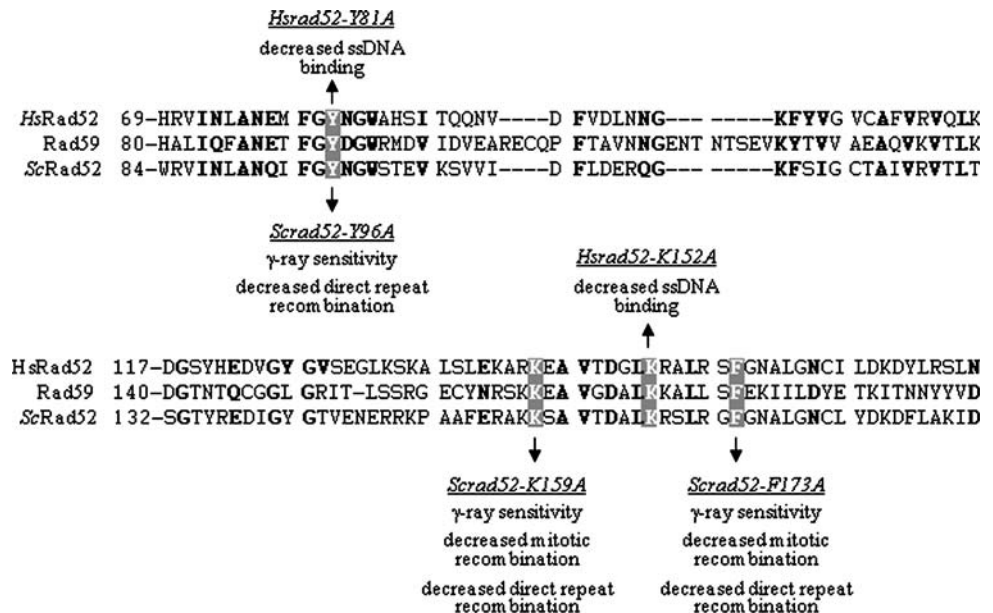 Hsrad52-Y81A
decreased ssDNA
binding
HsRad52 69-HRVINLANEM FGYNGWAHSI TQQNV----D FVDLNNG--- ------KFYVG VCAFVRVQLK
Rad59 80-HALIQFANET FGYDGWRMDV IDVEARECQP FTAVNNGENT NTSEVKYTVV AEAQVKVTLK
ScRad52 84-WRVINLANQI FGYNGWSTEV KSVVI----D FLDERQG--- ------KFSIG CTAIVRVTLT
Scrad52-Y96A
γ-ray sensitivity
decreased direct repeat
recombination
Hsrad52-K152A
decreased ssDNA
binding
HsRad52 117-DGSYHEDVGY GVSEGLKSKA LSLEKARKEA VTDGLKRALR SFGNALGNCI LDKDYLRSLN
Rad59 140-DGTNTQCGGL GRIT-LSSRG ECYNRSKKEA VGDALKKALL SFEKIILDYE TKITNNYYVD
ScRad52 132-SGTYREDIGY GTVENERRKP AAFERAKKSA VTDALKRSLR GFGNALGNCL YDKDFLAKID
Scrad52-K159A
γ-ray sensitivity
decreased mitotic
recombination
decreased direct repeat
recombination
Scrad52-F173A
γ-ray sensitivity
decreased mitotic
recombination
decreased direct repeat
recombination